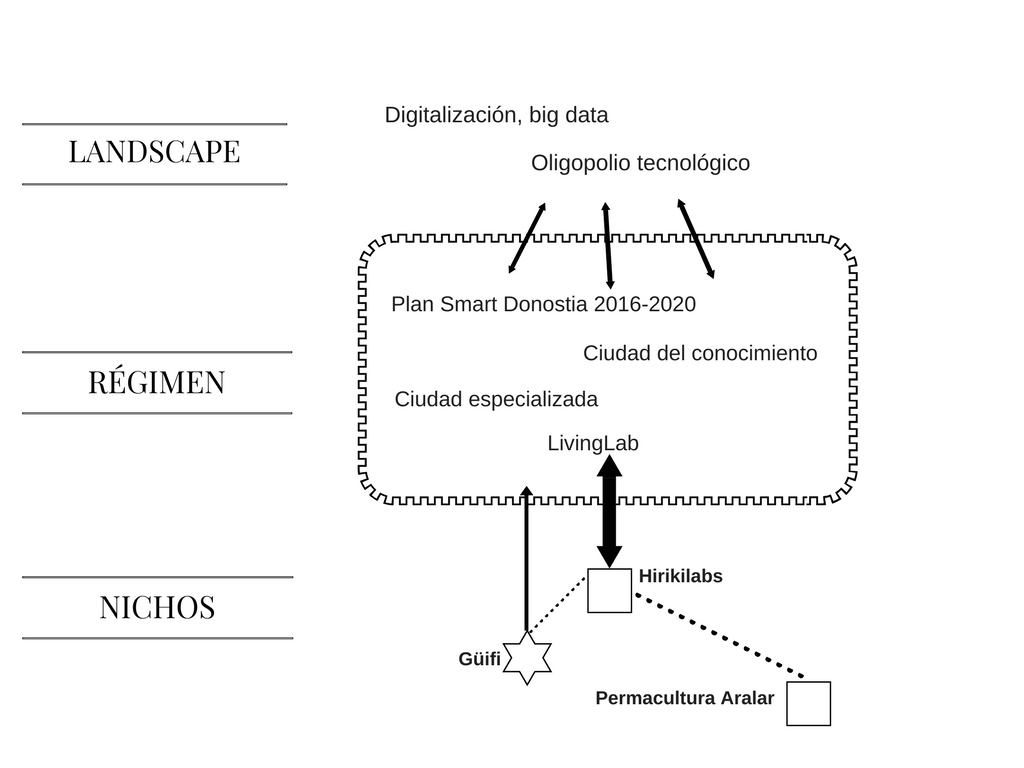 Digitalización, big data
LANDSCAPE
Oligopolio tecnológico
Plan Smart Donostia 2016-2020
Ciudad del conocimiento
RÉGIMEN
Ciudad especializada
LivingLab
Hirikilabs
NICHOS
Güifi
Permacultura Aralar